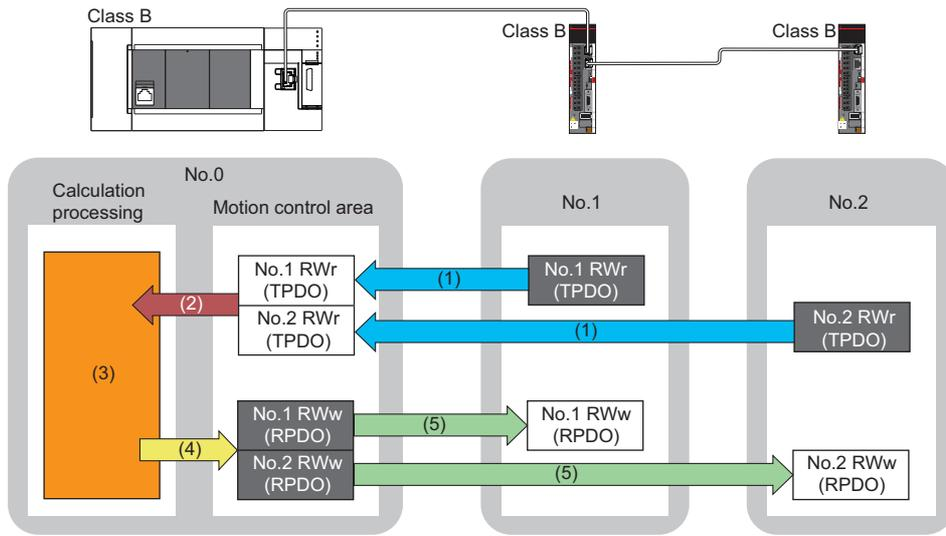 Class B
Class B
Class B
No.0
No.1
No.2
Calculation
processing
Motion control area
No.1 RWr
(TPDO)
(1)
No.1 RWr
(TPDO)
(2)
No.2 RWr
(TPDO)
(1)
No.2 RWr
(TPDO)
(3)
No.1 RWw
(RPDO)
(5)
No.1 RWw
(RPDO)
(4)
No.2 RWw
(RPDO)
(5)
No.2 RWw
(RPDO)